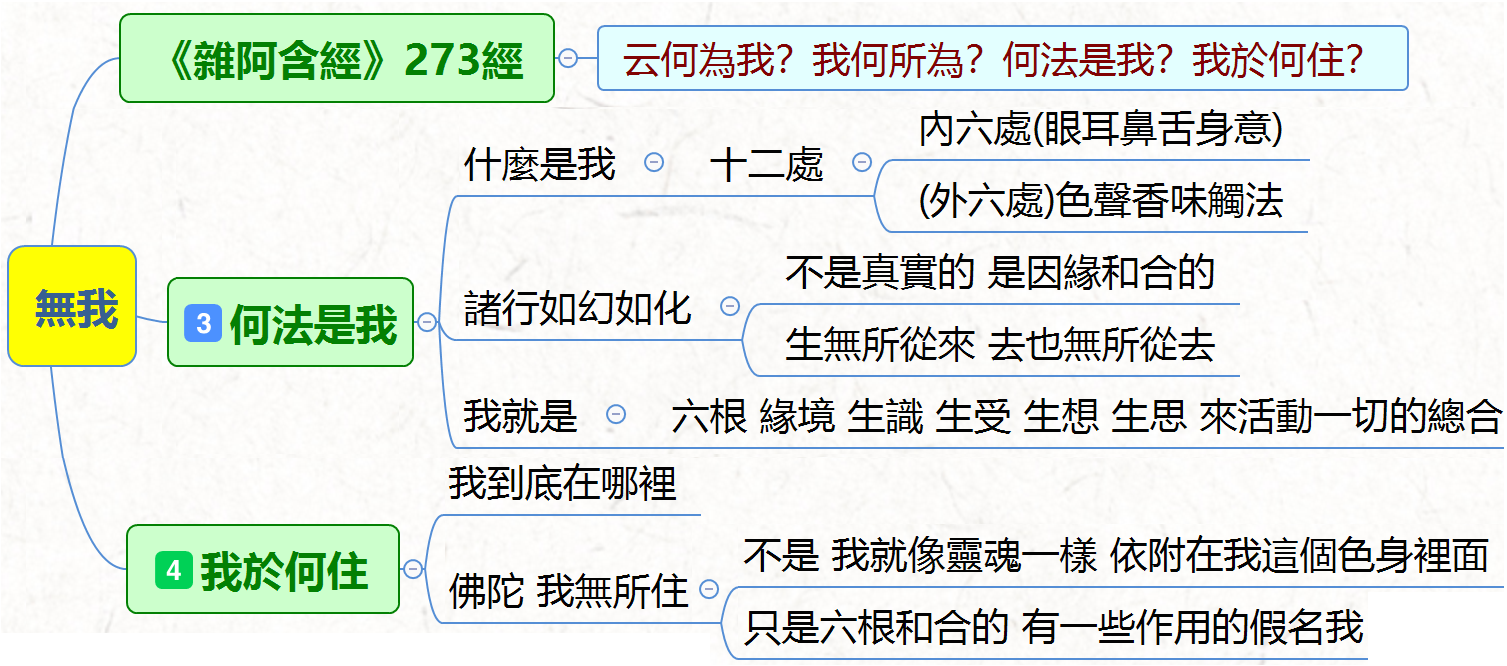 《雜阿含經》273經
云何為我？我何所為？何法是我？我於何住？
無我
3 何法是我
什麼是我
十二處
內六處(眼耳鼻舌身意)
(外六處)色聲香味觸法
諸行如幻如化
不是真實的 是因緣和合的
生無所從來 去也無所從去
我就是
六根 緣境 生識 生受 生想 生思 來活動一切的總合
4 我於何住
我到底在哪裡
佛陀 我無所住
不是 我就像靈魂一樣 依附在我這個色身裡面
只是六根和合的 有一些作用的假名我